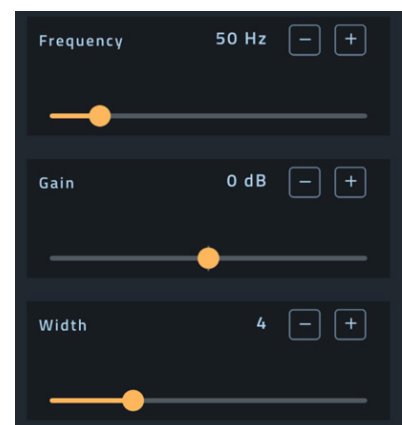 Frequency 50 Hz − +
Gain 0 dB − +
Width 4 − +